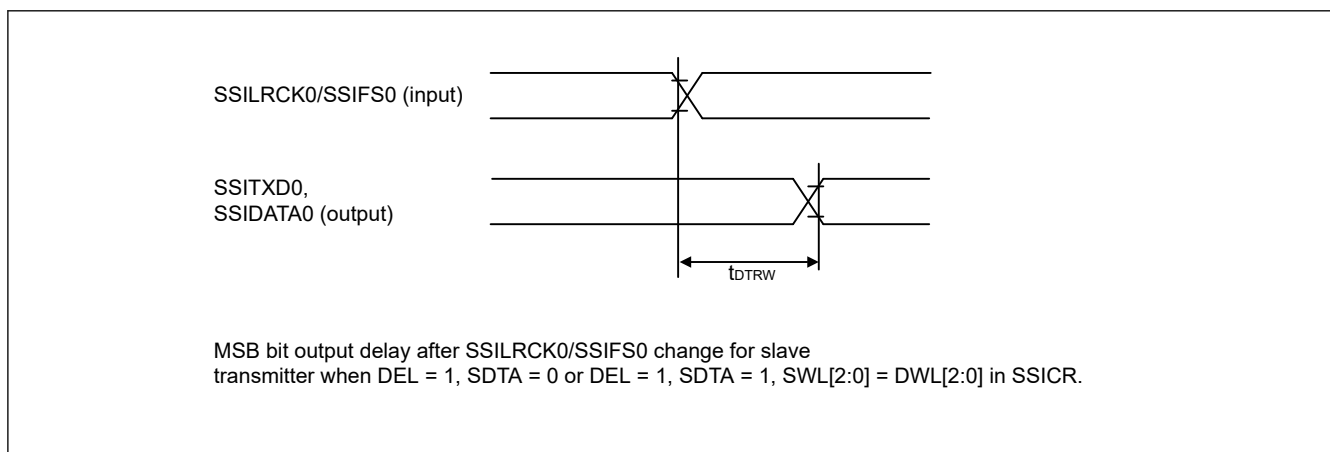 SSILRCK0/SSIFS0 (input)
SSITXD0,
SSIDATA0 (output)
tDTRW
MSB bit output delay after SSILRCK0/SSIFS0 change for slave
transmitter when DEL = 1, SDTA = 0 or DEL = 1, SDTA = 1, SWL[2:0] = DWL[2:0] in SSICR.